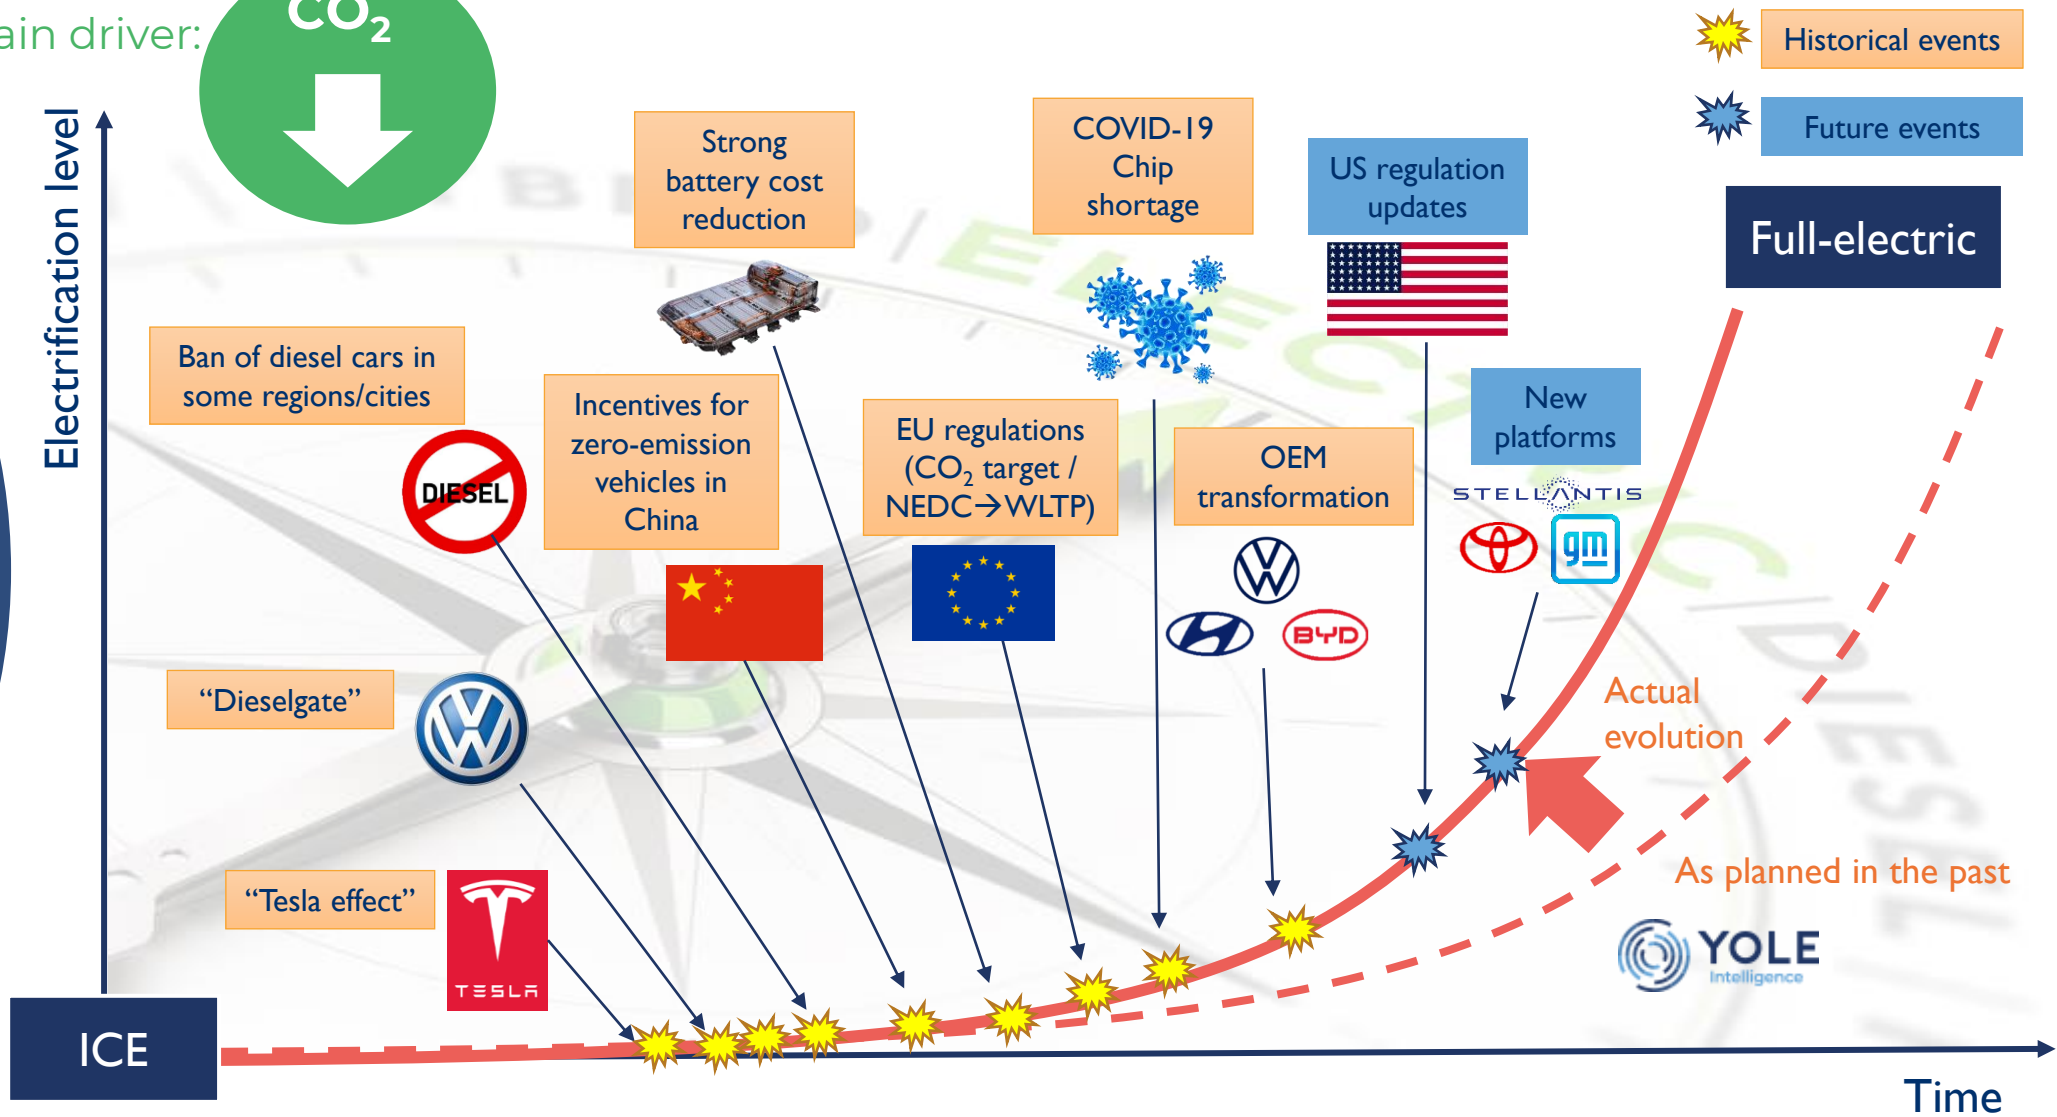 ain driver:
CO₂
Historical events
Future events
Electrification level
Strong
battery cost
reduction
COVID-19
Chip
shortage
US regulation
updates
Full-electric
Ban of diesel cars in
some regions/cities
DIESEL
Incentives for
zero-emission
vehicles in
China
EU regulations
(CO₂ target /
NEDC→WLTP)
OEM
transformation
BYD
New
platforms
STELLANTIS
gm
"Dieselgate"
"Tesla effect"
TESLA
Actual
evolution
As planned in the past
YOLE
Intelligence
ICE
Time
ELECTRIC/DIESEL